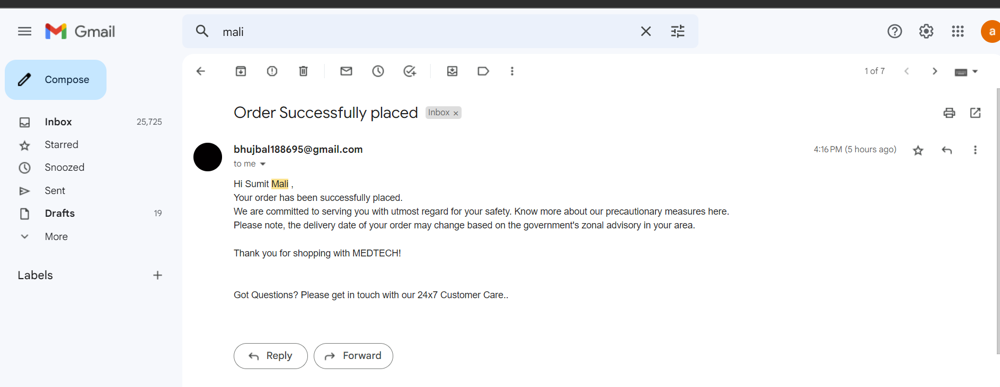 Gmail
mali
a
Compose
1 of 7
Inbox 25,725
Starred
Snoozed
Sent
Drafts 19
More
Labels
Order Successfully placed Inbox x
bhujbal188695@gmail.com 4:16 PM (5 hours ago)
to me
Hi Sumit Mali ,
Your order has been successfully placed.
We are committed to serving you with utmost regard for your safety. Know more about our precautionary measures here.
Please note, the delivery date of your order may change based on the government's zonal advisory in your area.
Thank you for shopping with MEDTECH!
Got Questions? Please get in touch with our 24x7 Customer Care..
Reply Forward